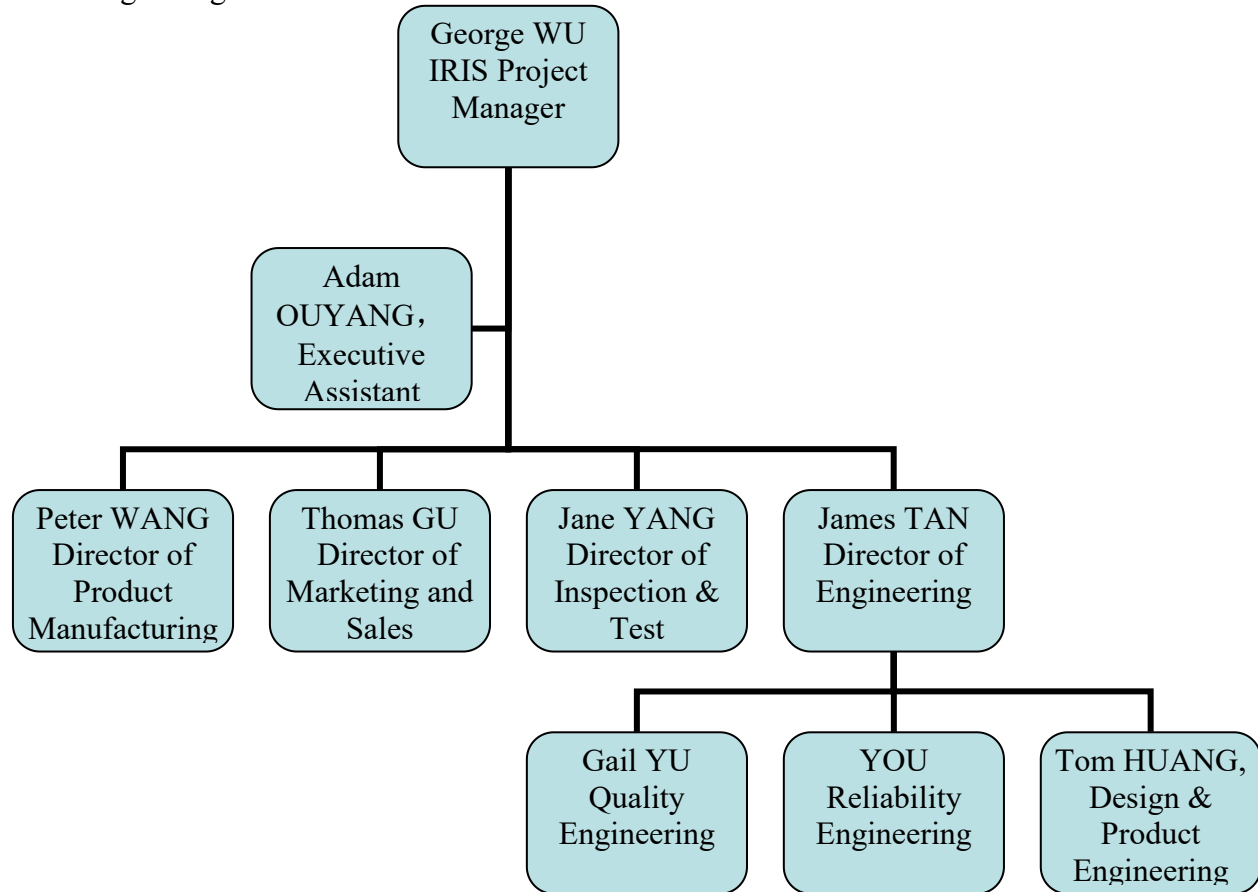 George WU
IRIS Project
Manager
Adam
OUYANG，
Executive
Assistant
Peter WANG
Director of
Product
Manufacturing
Thomas GU
Director of
Marketing and
Sales
Jane YANG
Director of
Inspection &
Test
James TAN
Director of
Engineering
Gail YU
Quality
Engineering
YOU
Reliability
Engineering
Tom HUANG,
Design &
Product
Engineering